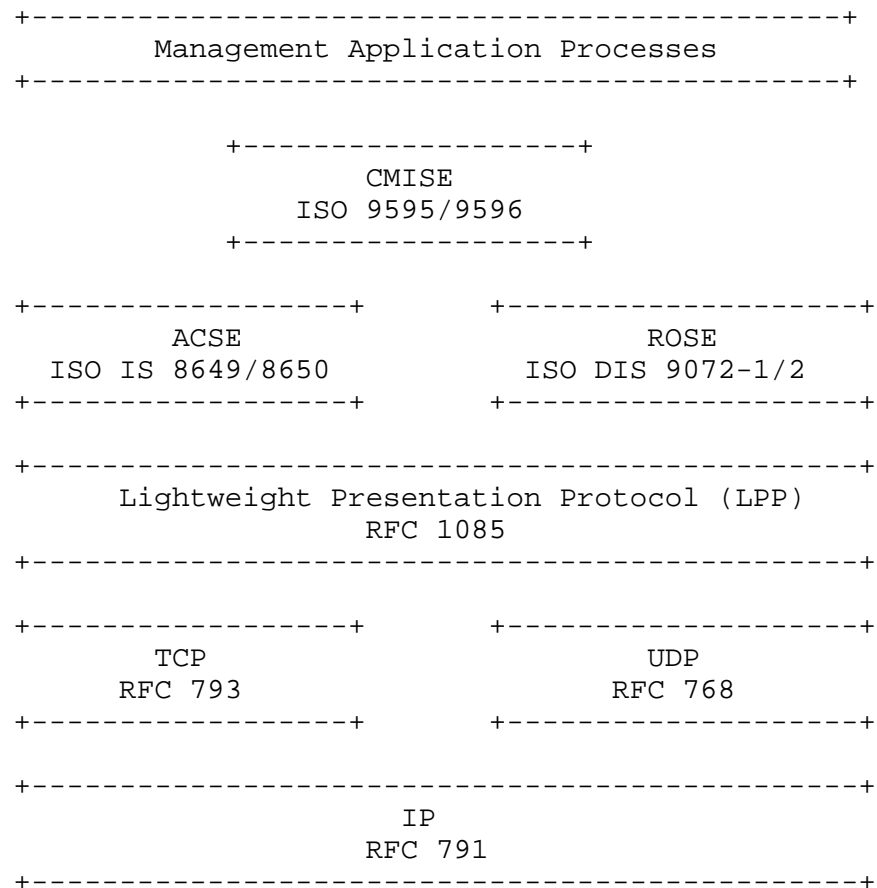 +-----------------------------------------------+
Management Application Processes
+-----------------------------------------------+
+-------------------+
CMISE
ISO 9595/9596
+-------------------+
+------------------+ +--------------------+
ACSE ROSE
ISO IS 8649/8650 ISO DIS 9072-1/2
+------------------+ +--------------------+
+-----------------------------------------------+
Lightweight Presentation Protocol (LPP)
RFC 1085
+-----------------------------------------------+
+------------------+ +--------------------+
TCP UDP
RFC 793 RFC 768
+------------------+ +--------------------+
+-----------------------------------------------+
IP
RFC 791
+-----------------------------------------------+